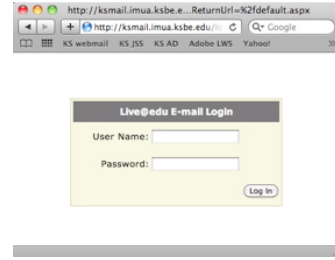 http://ksmail.imua.ksbe.e...ReturnUrl=%2fdefault.aspx
http://ksmail.imua.ksbe.edu/lo
Q▾ Google
KS webmail KS JSS KS AD Adobe LWS Yahoo! »
Live@edu E-mail Login
User Name:
Password:
Log In